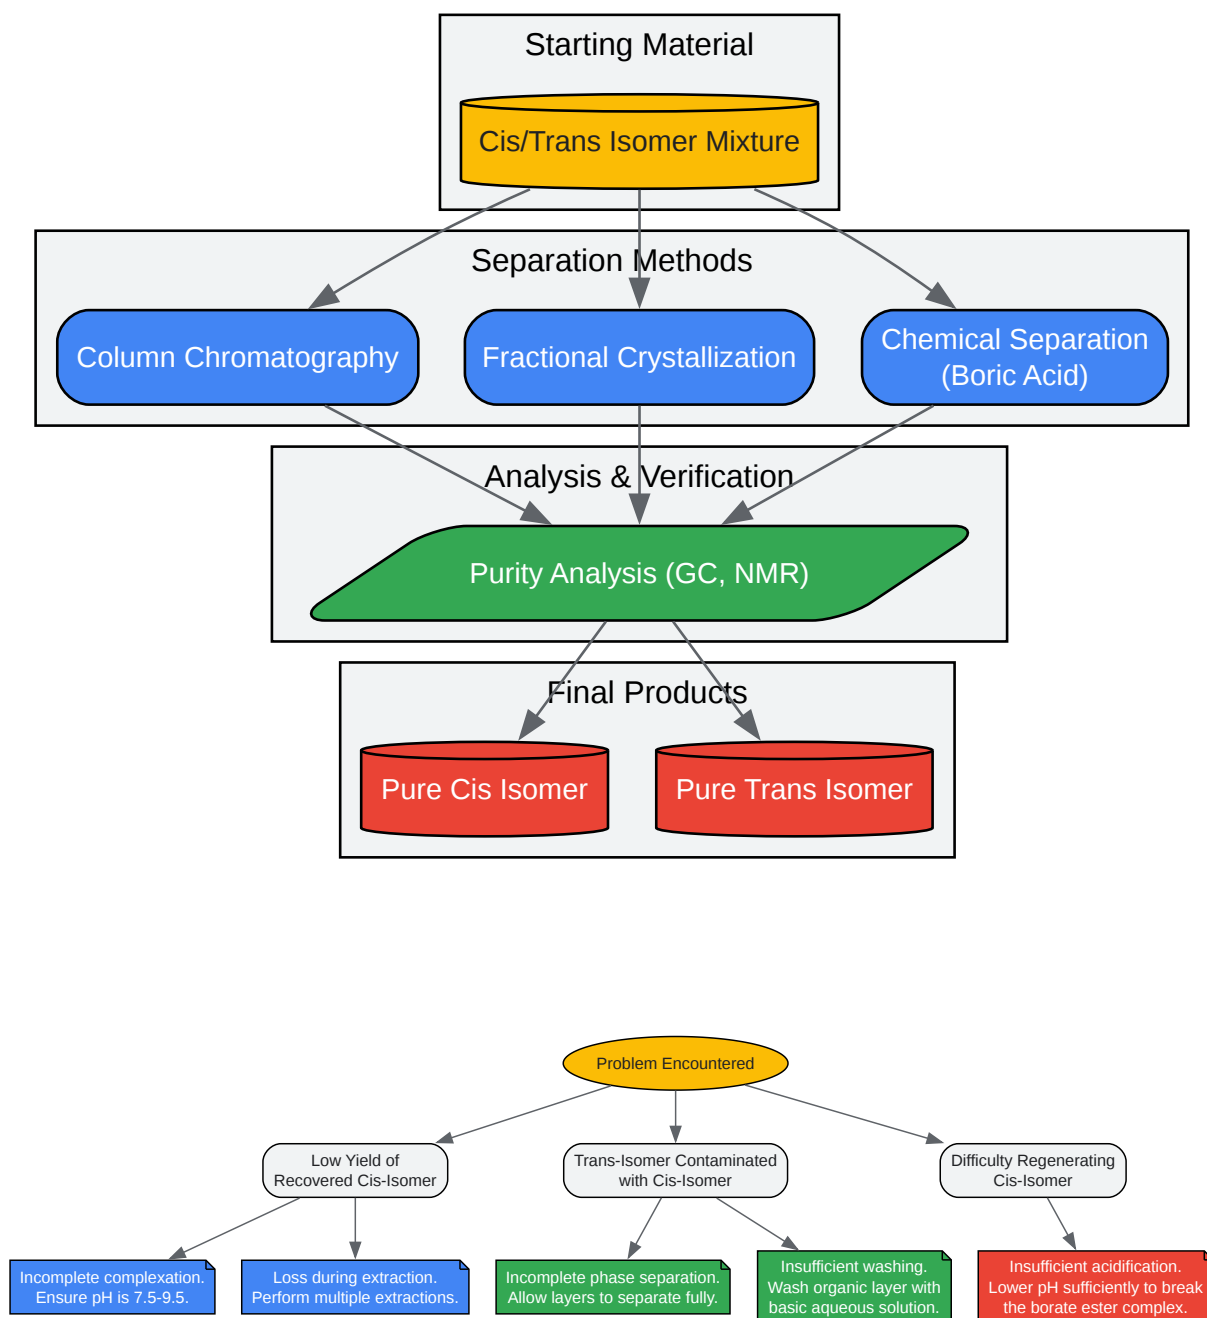 Starting Material
Cis/Trans Isomer Mixture
Separation Methods
Column Chromatography
Fractional Crystallization
Chemical Separation
(Boric Acid)
Analysis & Verification
Purity Analysis (GC, NMR)
Final Products
Pure Cis Isomer
Pure Trans Isomer
Problem Encountered
Low Yield of
Recovered Cis-Isomer
Trans-Isomer Contaminated
with Cis-Isomer
Difficulty Regenerating
Cis-Isomer
Incomplete complexation.
Ensure pH is 7.5-9.5.
Loss during extraction.
Perform multiple extractions.
Incomplete phase separation.
Allow layers to separate fully.
Insufficient washing.
Wash organic layer with
basic aqueous solution.
Insufficient acidification.
Lower pH sufficiently to break
the borate ester complex.